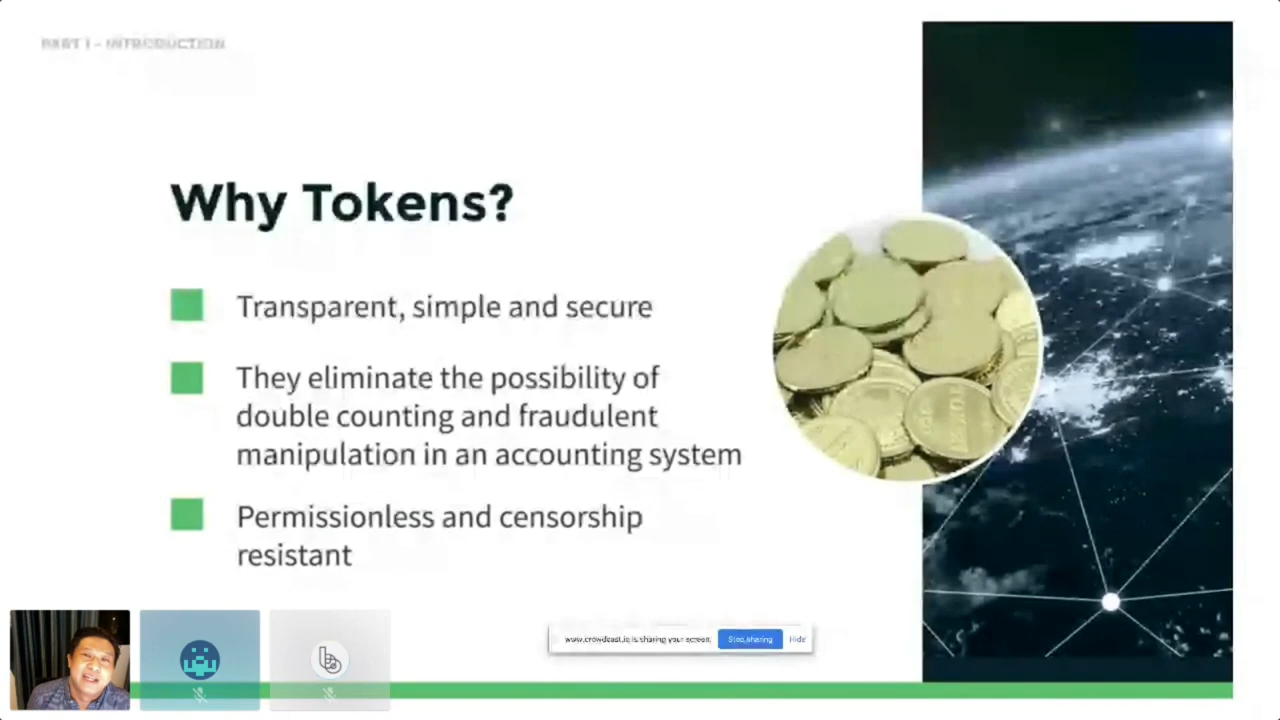 PART I - INTRODUCTION
Why Tokens?
Transparent, simple and secure
They eliminate the possibility of
double counting and fraudulent
manipulation in an accounting system
Permissionless and censorship
resistant
www.crowdcast.io is sharing your screen.
Stop sharing
Hide